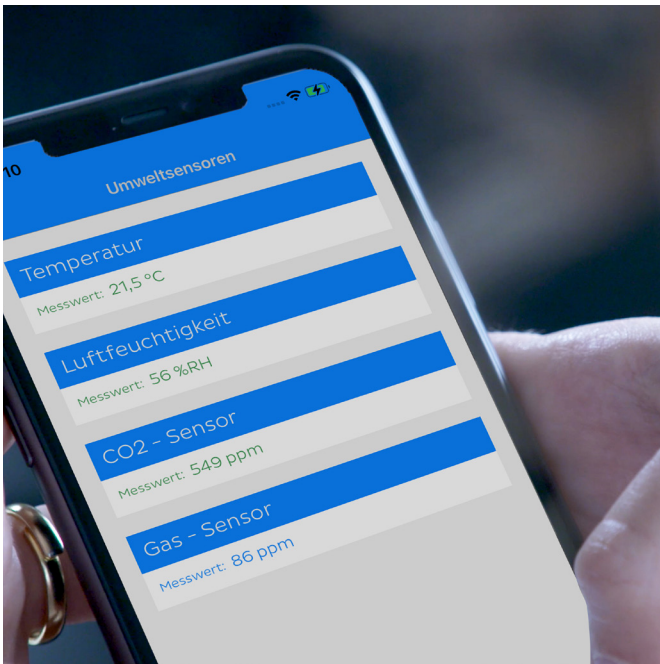 10
Umweltsensoren
Temperatur
Messwert: 21,5 °C
Luftfeuchtigkeit
Messwert: 56 %RH
CO2 - Sensor
Messwert: 549 ppm
Gas - Sensor
Messwert: 86 ppm